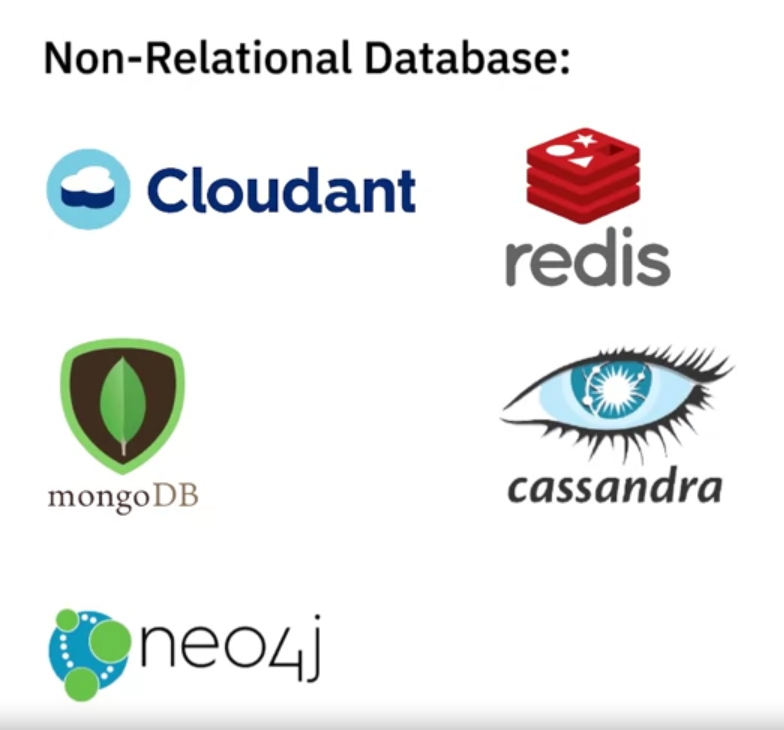 Non-Relational Database:
Cloudant
redis
mongoDB
cassandra
neo4j